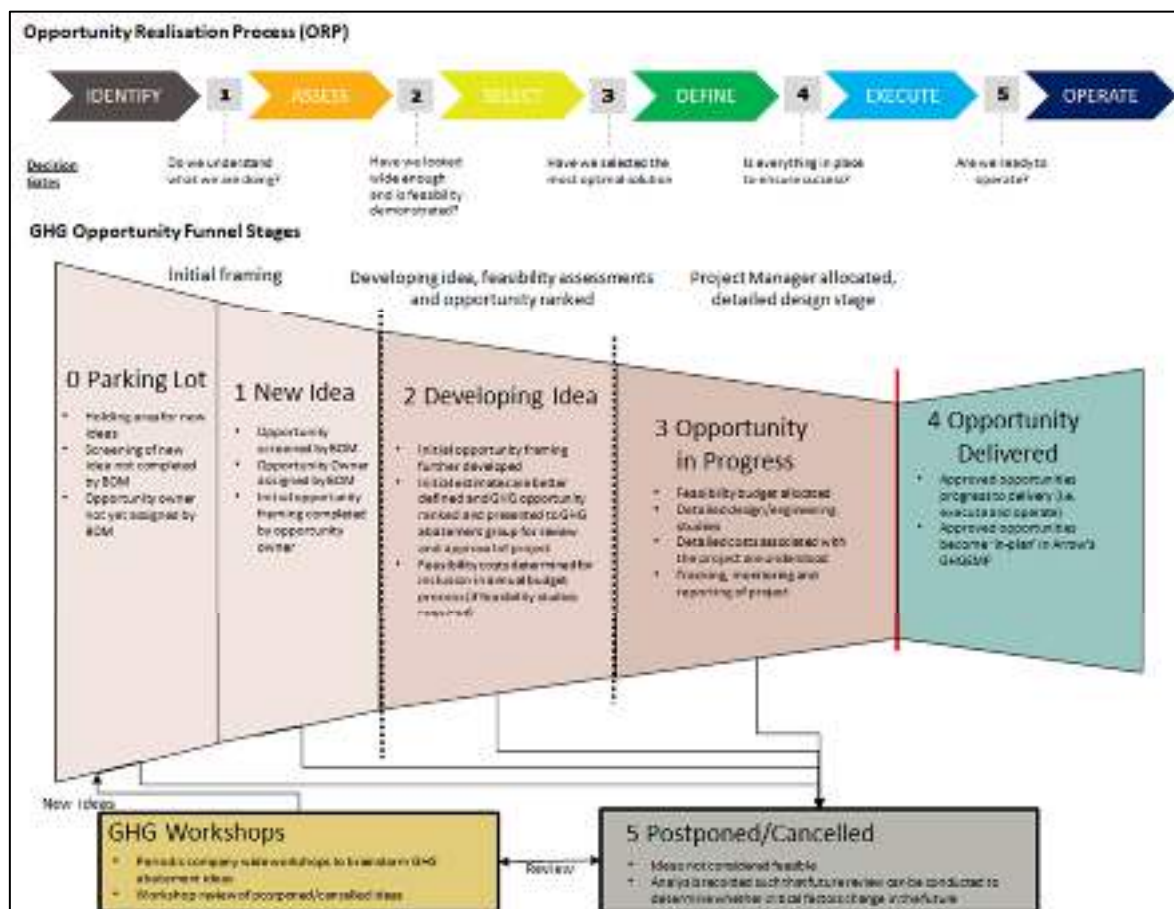 Opportunity Realisation Process (ORP)
IDENTIFY
1
ASSESS
2
SELECT
3
DEFINE
4
EXECUTE
5
OPERATE
Decision
Gates
Do we understand
what we are doing?
Have we looked
wide enough
and is feasibility
demonstrated?
Have we selected the
most optimal solution
Is everything in place
to ensure success?
Are we ready to
operate?
GHG Opportunity Funnel Stages
Initial framing
Developing idea, feasibility assessments
and opportunity ranked
Project Manager allocated,
detailed design stage
0 Parking Lot
• Holding area for new
ideas
• Screening of new
idea not completed
by BOM
• Opportunity owner
not yet assigned by
BOM
1 New Idea
• Opportunity
screened by BOM
• Opportunity Owner
assigned by BOM
• Initial opportunity
framing completed
by opportunity
owner
2 Developing Idea
• Initial opportunity framing
further developed
• Initial estimate are better
defined and GHG opportunity
ranked and presented to GHG
abatement group for review
and approval of project
• Feasibility costs determined for
inclusion in annual budget
process (if feasibility studies
3 Opportunity
in Progress
• Feasibility budget allocated
• Detailed design/engineering
studies
• Detailed costs associated with
the project are understood
• Tracking, monitoring and
reporting of project
4 Opportunity
Delivered
• Approved opportunities
progress to delivery (i.e.
execute and operate)
• Approved opportunities
become 'in-plan' in Arrow's
New Ideas
GHG Workshops
• Periodic company wide workshops to brainstorm GHG
abatement ideas
• Workshop review of postponed/cancelled ideas
Review
5 Postponed/Cancelled
• Ideas not considered feasible
• Analysis recorded such that future review can be conducted to
determine whether critical factors change in the future